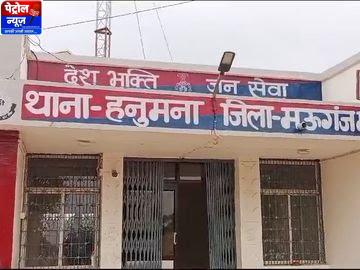 पेट्रोल
न्यूज़
देश भक्ति जन सेवा
थाना-हनुमना जिला-मऊगंज